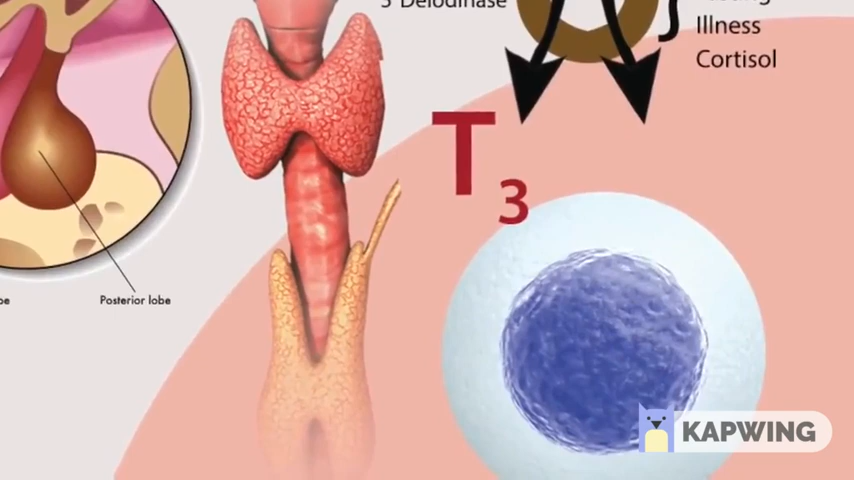 5' Deiodinase
Illness
Cortisol
T3
Posterior lobe
KAPWING